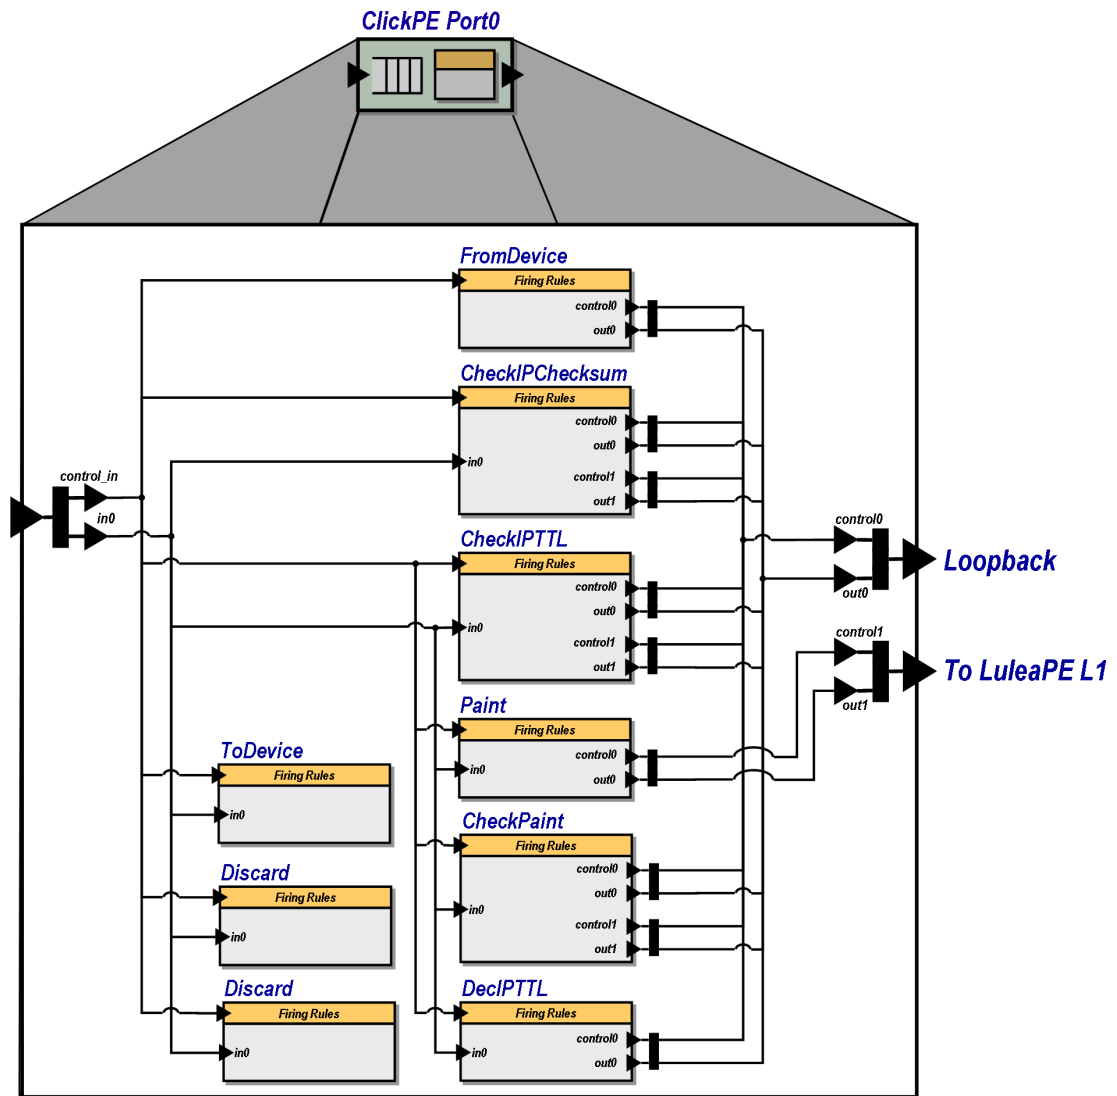 ClickPE Port0
FromDevice
Firing Rules
control0
out0
CheckIPChecksum
Firing Rules
control0
out0
in0
control1
out1
control_in
in0
CheckIPTTL
Firing Rules
control0
out0
in0
control1
out1
control0
Loopback
out0
control1
To LuleaPE L1
out1
Paint
Firing Rules
control0
in0
out0
ToDevice
Firing Rules
in0
CheckPaint
Firing Rules
control0
out0
in0
control1
out1
Discard
Firing Rules
in0
Discard
Firing Rules
in0
DecIPTTL
Firing Rules
control0
in0
out0